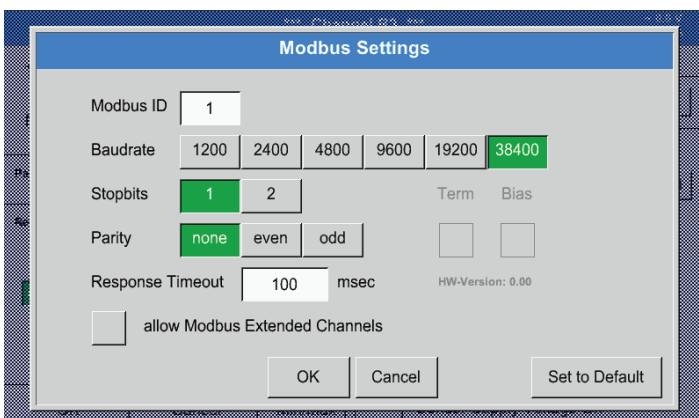 *** Channel B3 ***
Modbus Settings
Modbus ID 1
Baudrate 1200 2400 4800 9600 19200 38400
Stopbits 1 2 Term Bias
Parity none even odd
Response Timeout 100 msec HW-Version: 0.00
allow Modbus Extended Channels
OK Cancel Set to Default